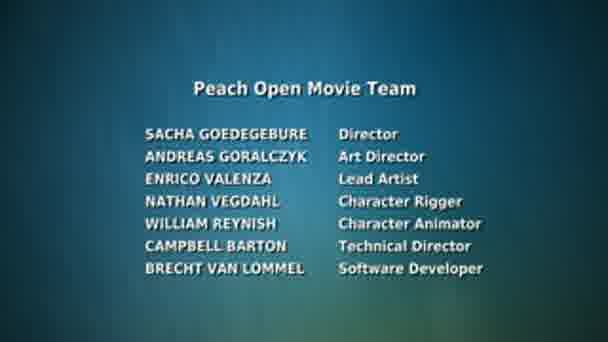 Peach Open Movie Team
SACHA GOEDEGEBURE Director
ANDREAS GORALCZYK Art Director
ENRICO VALENZA Lead Artist
NATHAN VEGDAHL Character Rigger
WILLIAM REYNISH Character Animator
CAMPBELL BARTON Technical Director
BRECHT VAN LOMMEL Software Developer